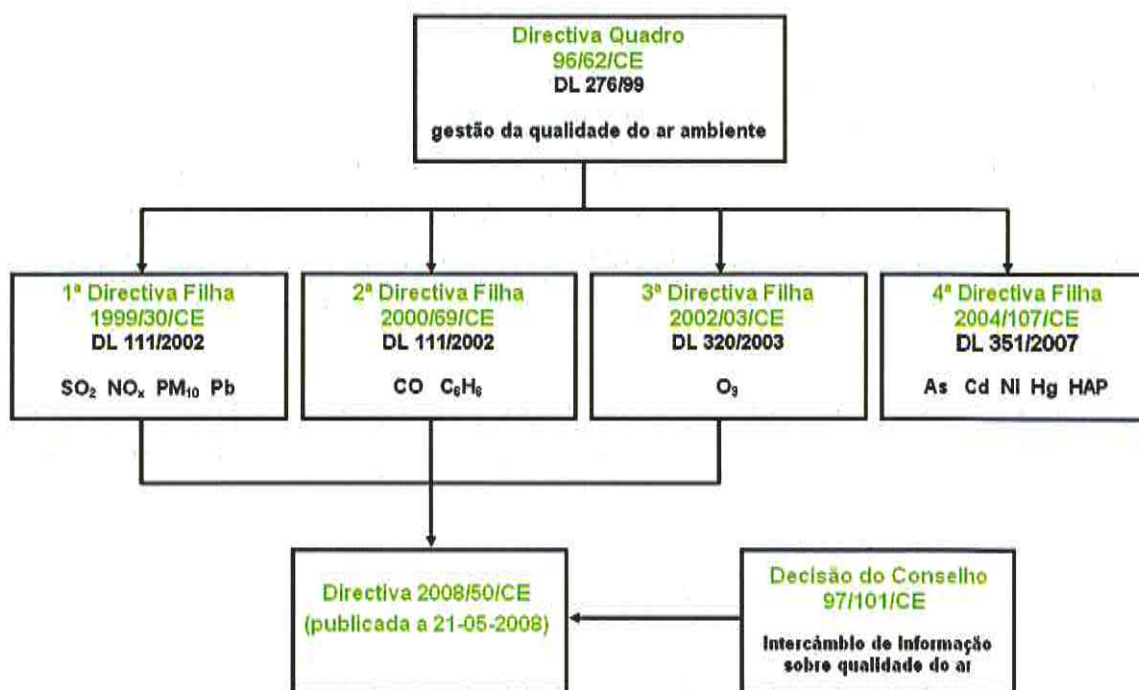 Directiva Quadro
96/62/CE
DL 276/99
gestão da qualidade do ar ambiente
1ª Directiva Filha
1999/30/CE
DL 111/2002
SO₂ NOₓ PM₁₀ Pb
2ª Directiva Filha
2000/69/CE
DL 111/2002
CO C₆H₆
3ª Directiva Filha
2002/03/CE
DL 320/2003
O₃
4ª Directiva Filha
2004/107/CE
DL 351/2007
As Cd Ni Hg HAP
Directiva 2008/50/CE
(publicada a 21-05-2008)
Decisão do Conselho
97/101/CE
Intercâmbio de Informação
sobre qualidade do ar